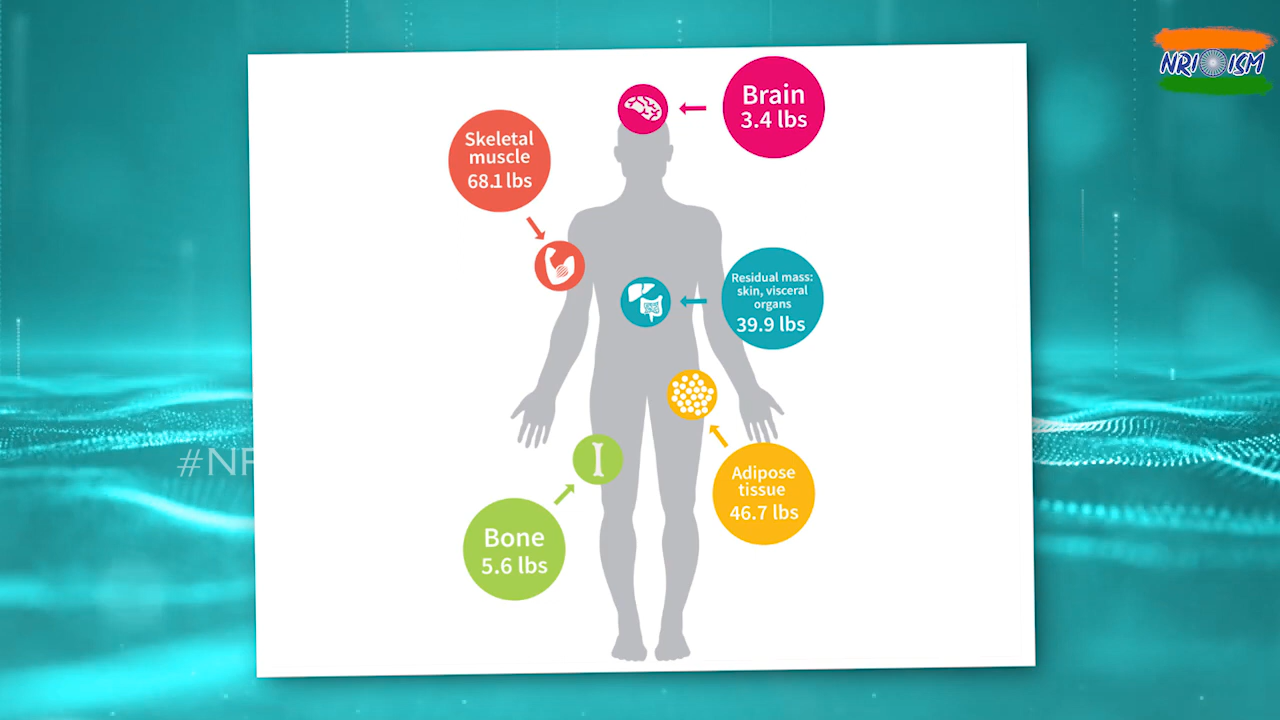 NRI ISM
Brain
3.4 lbs
Skeletal
muscle
68.1 lbs
Residual mass:
skin, visceral
organs
39.9 lbs
Adipose
tissue
46.7 lbs
#NF
Bone
5.6 lbs